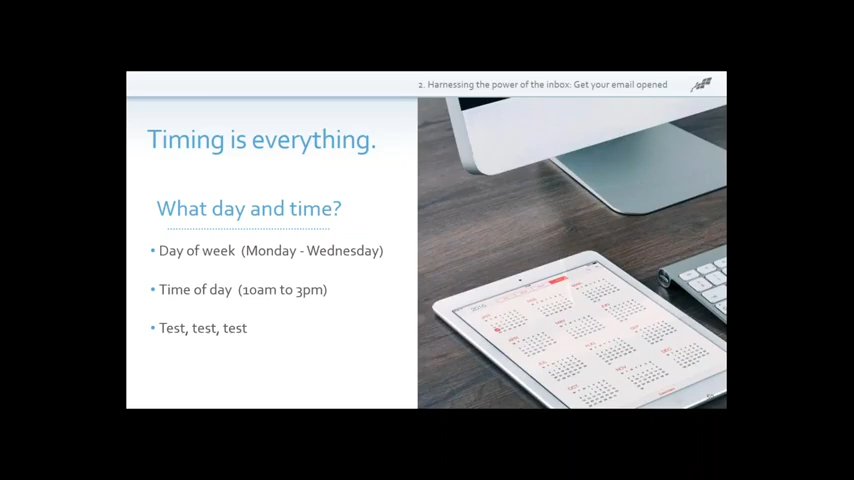 2. Harnessing the power of the inbox: Get your email opened
Timing is everything.
What day and time?
• Day of week (Monday - Wednesday)
• Time of day (10am to 3pm)
• Test, test, test